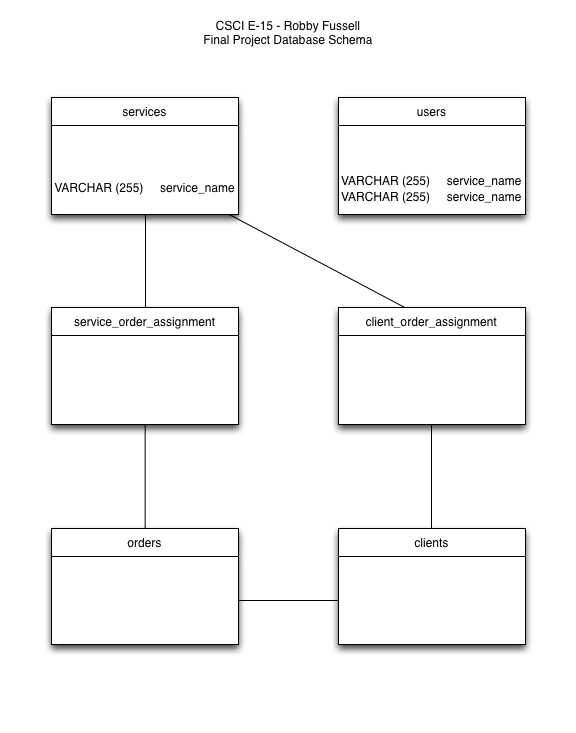 CSCI E-15 - Robby Fussell
Final Project Database Schema
services
VARCHAR (255) service_name
users
VARCHAR (255) service_name
VARCHAR (255) service_name
service_order_assignment
client_order_assignment
orders
clients